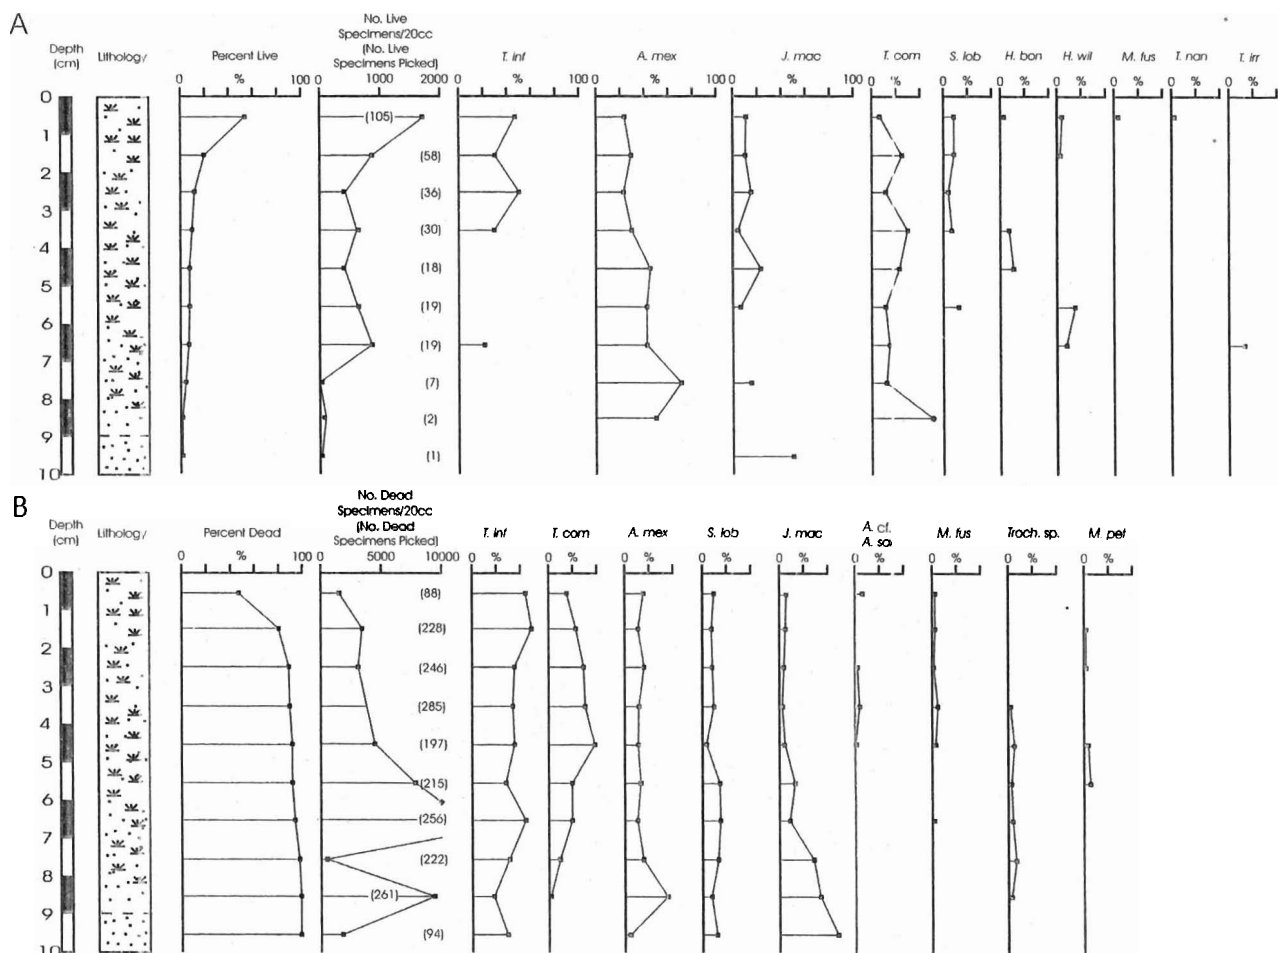 A
No. Live
Specimens/20cc
(No. Live
Specimens Picked)
Depth
(cm)
Lithology
Percent Live
T. inf
A. mex
J. mac
T. com
S. lob
H. bon
H. wil
M. fus
T. nan
T. irr
0 % 100 0 1000 2000 0 % 100 0 % 100 0 % 100 0 1% 0 % 0 % 0 % 0 % 0 % 0 %
0
(105)
1
(58)
2
(36)
3
(30)
4
(18)
5
(19)
6
(19)
7
(7)
8
(2)
9
(1)
10
B
No. Dead
Specimens/20cc
(No. Dead
Specimens Picked)
Depth
(cm)
Lithology
Percent Dead
T. inf
T. com
A. mex
S. lob
J. mac
A. cf.
A. sa
M. fus
Troch. sp.
M. pet
0 % 100 0 5000 10000 0 % 0 % 0 % 0 % 0 % 0 % 0 % 0 % 0 %
0
(88)
1
(228)
2
(246)
3
(285)
4
(197)
5
(215)
6
(256)
7
(222)
8
(261)
9
(94)
10